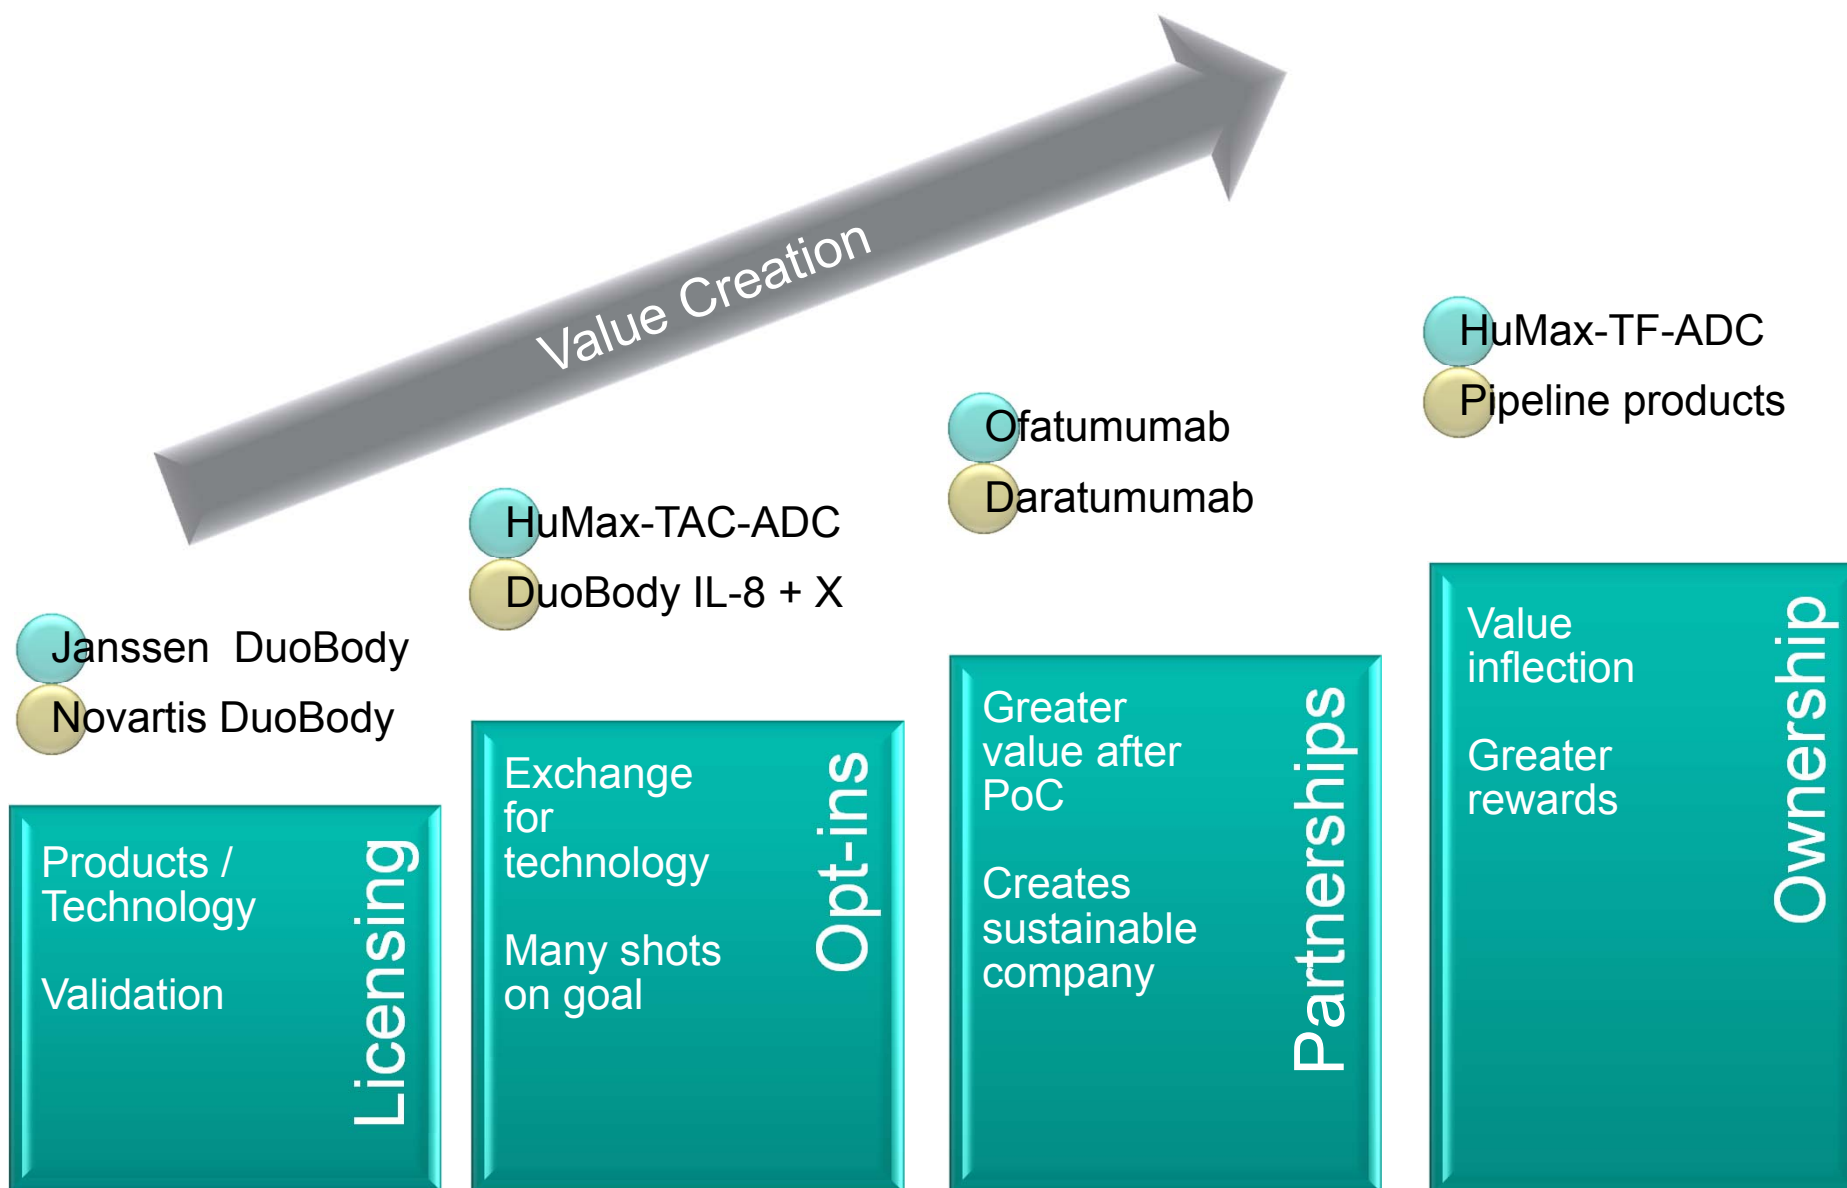 Value Creation
Janssen  DuoBody
Novartis DuoBody
Products /
Technology
Validation
Licensing
HuMax-TAC-ADC
DuoBody IL-8 + X
Exchange
for
technology
Many shots
on goal
Opt-ins
Ofatumumab
Daratumumab
Greater
value after
PoC
Creates
sustainable
company
Partnerships
HuMax-TF-ADC
Pipeline products
Value
inflection
Greater
rewards
Ownership